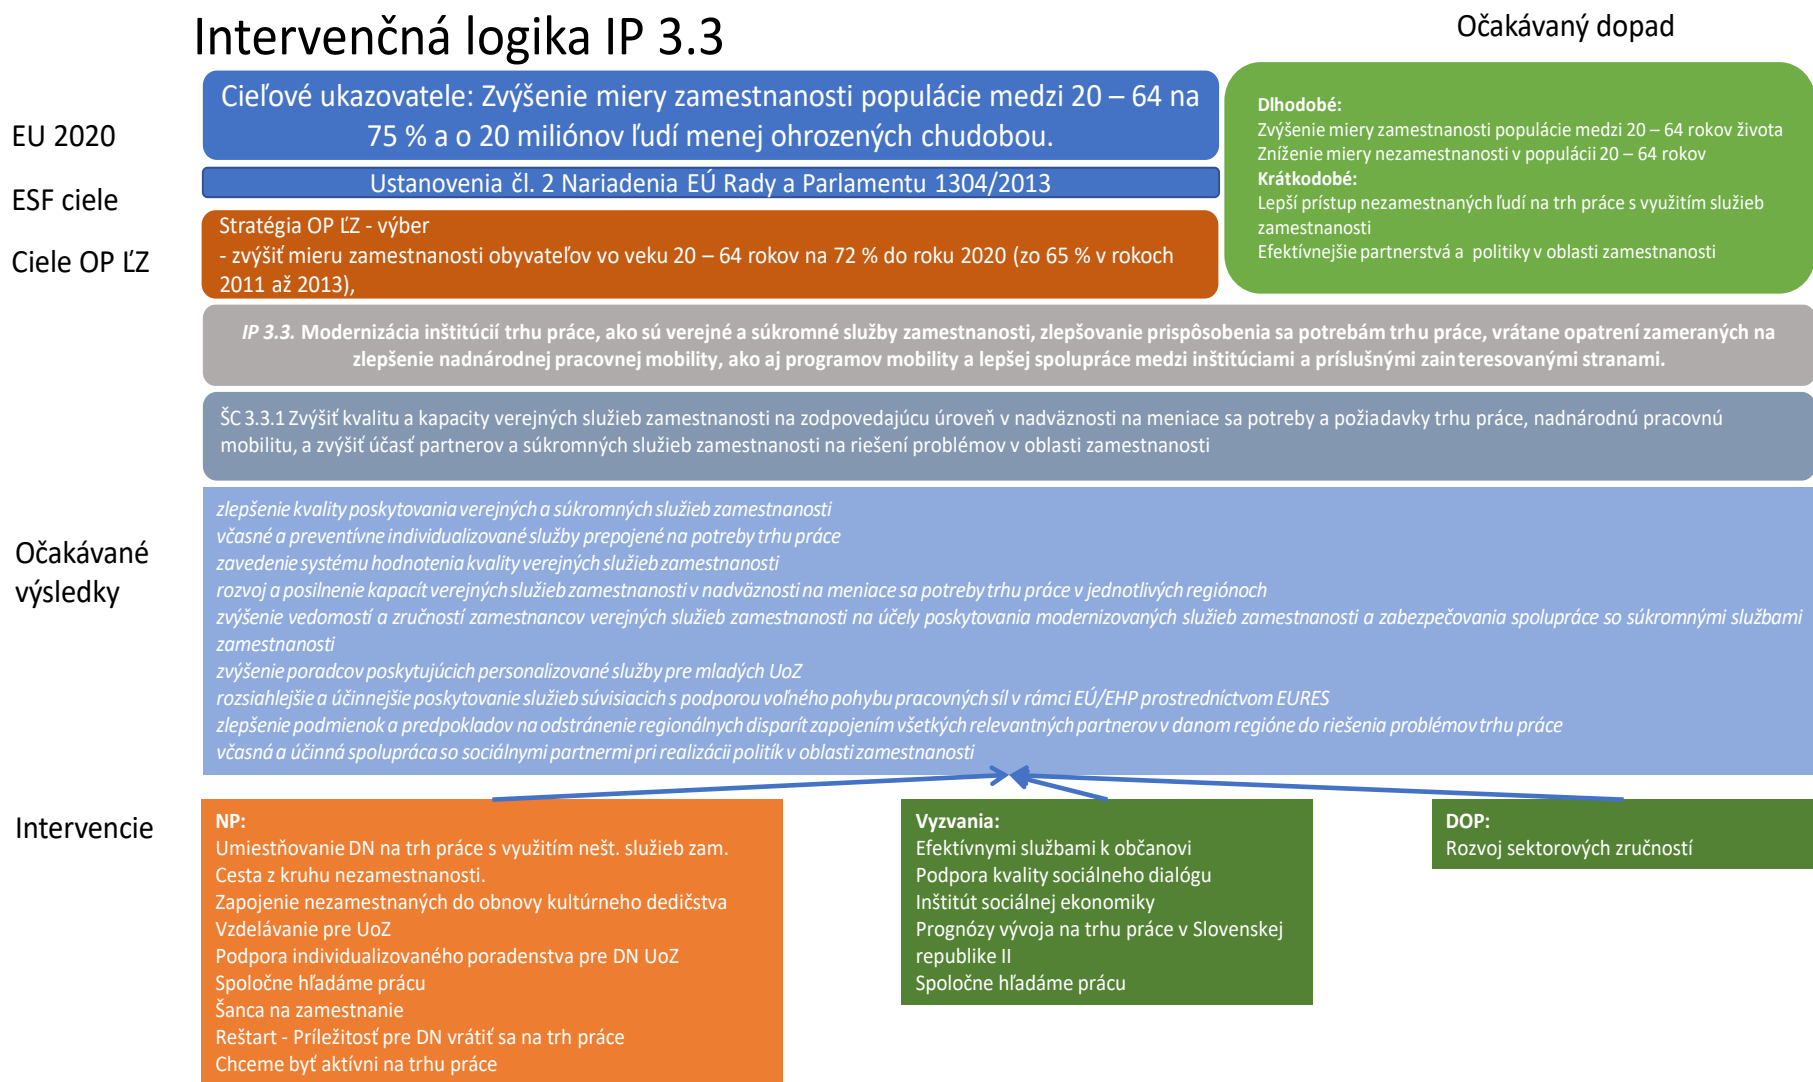 Intervenčná logika IP 3.3
Očakávaný dopad
EU 2020
Cieľové ukazovatele: Zvýšenie miery zamestnanosti populácie medzi 20 – 64 na
75 % a o 20 miliónov ľudí menej ohrozených chudobou.
ESF ciele
Ustanovenia čl. 2 Nariadenia EÚ Rady a Parlamentu 1304/2013
Ciele OP ĽZ
Stratégia OP ĽZ - výber
- zvýšiť mieru zamestnanosti obyvateľov vo veku 20 – 64 rokov na 72 % do roku 2020 (zo 65 % v rokoch
2011 až 2013),
Dlhodobé:
Zvýšenie miery zamestnanosti populácie medzi 20 – 64 rokov života
Zníženie miery nezamestnanosti v populácii 20 – 64 rokov
Krátkodobé:
Lepší prístup nezamestnaných ľudí na trh práce s využitím služieb
zamestnanosti
Efektívnejšie partnerstvá a politiky v oblasti zamestnanosti
IP 3.3. Modernizácia inštitúcií trhu práce, ako sú verejné a súkromné služby zamestnanosti, zlepšovanie prispôsobenia sa potrebám trhu práce, vrátane opatrení zameraných na
zlepšenie nadnárodnej pracovnej mobility, ako aj programov mobility a lepšej spolupráce medzi inštitúciami a príslušnými zainteresovanými stranami.
ŠC 3.3.1 Zvýšiť kvalitu a kapacity verejných služieb zamestnanosti na zodpovedajúcu úroveň v nadväznosti na meniace sa potreby a požiadavky trhu práce, nadnárodnú pracovnú
mobilitu, a zvýšiť účasť partnerov a súkromných služieb zamestnanosti na riešení problémov v oblasti zamestnanosti
Očakávané
výsledky
zlepšenie kvality poskytovania verejných a súkromných služieb zamestnanosti
včasné a preventívne individualizované služby prepojené na potreby trhu práce
zavedenie systému hodnotenia kvality verejných služieb zamestnanosti
rozvoj a posilnenie kapacít verejných služieb zamestnanosti v nadväznosti na meniace sa potreby trhu práce v jednotlivých regiónoch
zvýšenie vedomostí a zručností zamestnancov verejných služieb zamestnanosti na účely poskytovania modernizovaných služieb zamestnanosti a zabezpečovania spolupráce so súkromnými službami
zamestnanosti
zvýšenie poradcov poskytujúcich personalizované služby pre mladých UoZ
rozsiahlejšie a účinnejšie poskytovanie služieb súvisiacich s podporou voľného pohybu pracovných síl v rámci EÚ/EHP prostredníctvom EURES
zlepšenie podmienok a predpokladov na odstránenie regionálnych disparít zapojením všetkých relevantných partnerov v danom regióne do riešenia problémov trhu práce
včasná a účinná spolupráca so sociálnymi partnermi pri realizácii politík v oblasti zamestnanosti
Intervencie
NP:
Umiestňovanie DN na trh práce s využitím nešt. služieb zam.
Cesta z kruhu nezamestnanosti.
Zapojenie nezamestnaných do obnovy kultúrneho dedičstva
Vzdelávanie pre UoZ
Podpora individualizovaného poradenstva pre DN UoZ
Spoločne hľadáme prácu
Šanca na zamestnanie
Reštart - Príležitosť pre DN vrátiť sa na trh práce
Chceme byť aktívni na trhu práce
Vyzvania:
Efektívnymi službami k občanovi
Podpora kvality sociálneho dialógu
Inštitút sociálnej ekonomiky
Prognózy vývoja na trhu práce v Slovenskej
republike II
Spoločne hľadáme prácu
DOP:
Rozvoj sektorových zručností